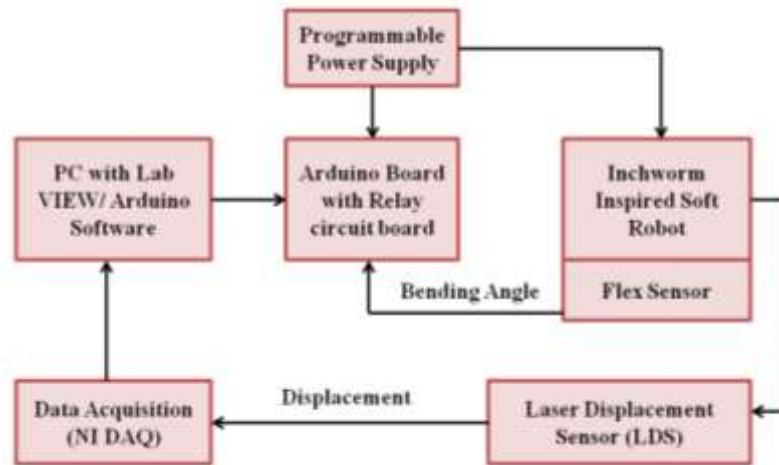 Programmable
Power Supply
PC with Lab
VIEW/ Arduino
Software
Arduino Board
with Relay
circuit board
Inchworm
Inspired Soft
Robot
Bending Angle
Flex Sensor
Data Acquisition
(NI DAQ)
Displacement
Laser Displacement
Sensor (LDS)